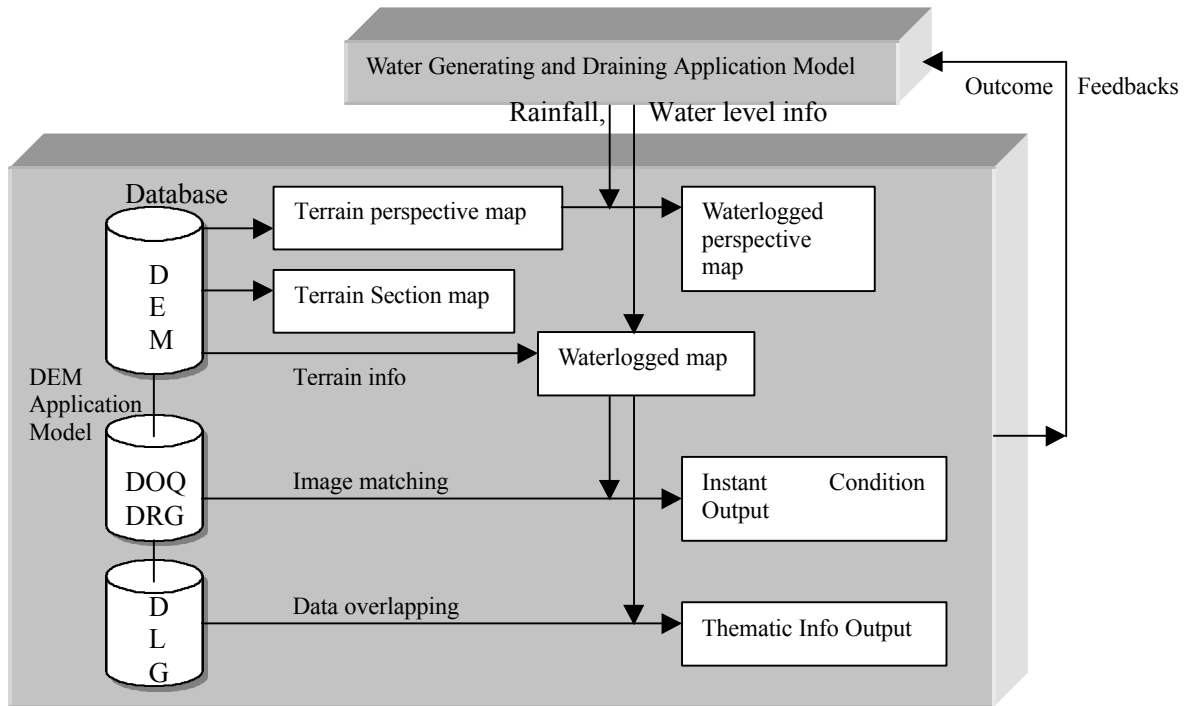 Water Generating and Draining Application Model
Outcome Feedbacks
Rainfall, Water level info
Database
Terrain perspective map
Waterlogged
perspective
map
D
E
M
Terrain Section map
Waterlogged map
Terrain info
DEM
Application
Model
DOQ
DRG
Image matching
Instant Condition
Output
D
L
G
Data overlapping
Thematic Info Output